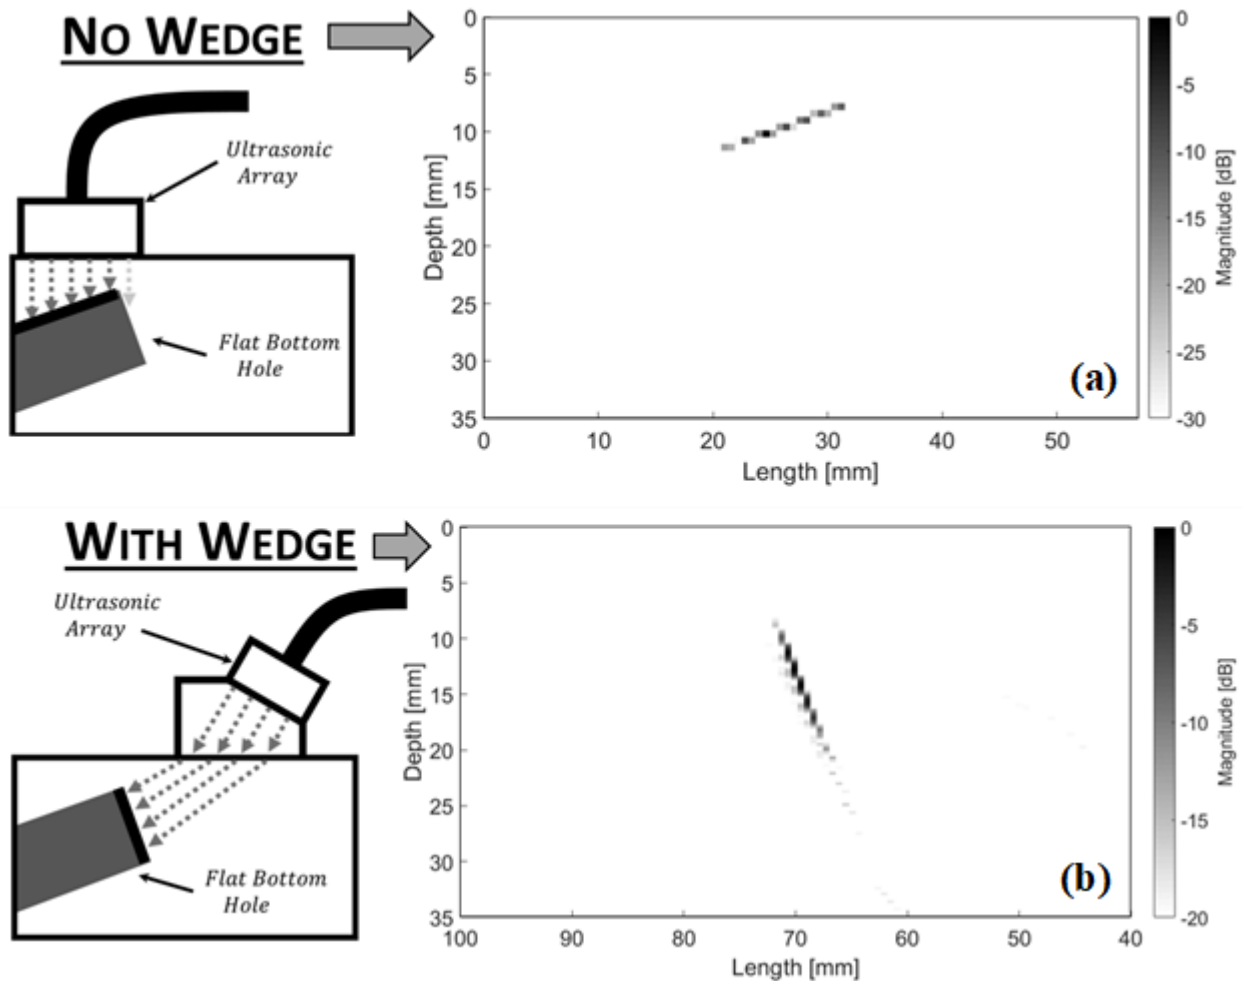 NO WEDGE
Ultrasonic
Array
Flat Bottom
Hole
0
5
10
15
20
25
30
35
Depth [mm]
0
10
20
30
40
50
Length [mm]
(a)
0
-5
-10
-15
-20
-25
-30
Magnitude [dB]
WITH WEDGE
Ultrasonic
Array
Flat Bottom
Hole
0
5
10
15
20
25
30
35
Depth [mm]
100
90
80
70
60
50
40
Length [mm]
(b)
0
-5
-10
-15
-20
Magnitude [dB]